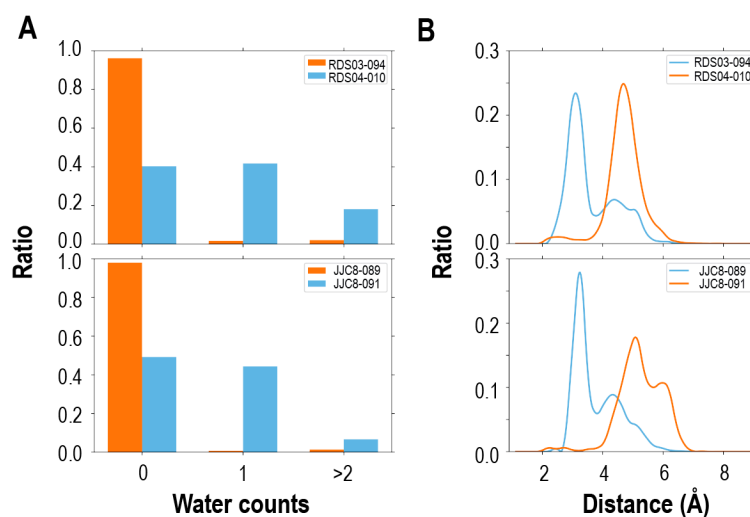 A
B
1.0
0.8
0.6
0.4
0.2
0.0
RDS03-094
RDS04-010
1.0
0.8
0.6
0.4
0.2
0.0
JJC8-089
JJC8-091
Ratio
0 1 >2
Water counts
0.3
0.2
0.1
0.0
RDS03-094
RDS04-010
0.3
0.2
0.1
0.0
JJC8-089
JJC8-091
Ratio
2 4 6 8
Distance (Å)